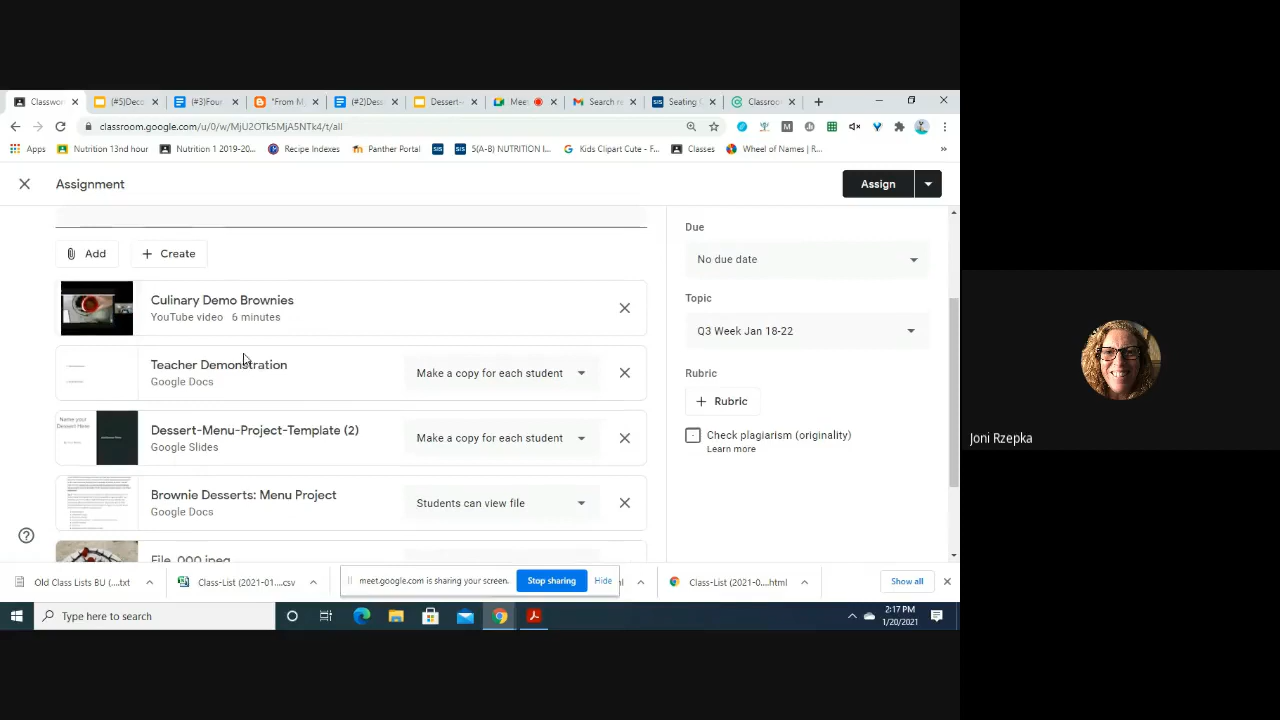 Classwor
(#5)Deco
(#3)Four
"From M
(#2)Dess
Dessert-
Meet
Search re
Seating C
Classroo
classroom.google.com/u/0/w/MjU2OTk5MjA5NTk4/t/all
Apps
Nutrition 13nd hour
Nutrition 1 2019-20...
Recipe Indexes
Panther Portal
5(A-B) NUTRITION I...
Kids Clipart Cute - F...
Classes
Wheel of Names | R...
Assignment
Assign
Add
Create
Culinary Demo Brownies
YouTube video 6 minutes
Teacher Demonstration
Google Docs
Make a copy for each student
Name your
Dessert Here
Dessert-Menu-Project-Template (2)
Google Slides
Make a copy for each student
Brownie Desserts: Menu Project
Google Docs
Students can view file
File_000.jpeg
Due
No due date
Topic
Q3 Week Jan 18-22
Rubric
+ Rubric
Check plagiarism (originality)
Learn more
Joni Rzepka
Old Class Lists BU (....txt
Class-List (2021-01....csv
meet.google.com is sharing your screen.
Stop sharing
Hide
Class-List (2021-0....html
Show all
Type here to search
2:17 PM
1/20/2021